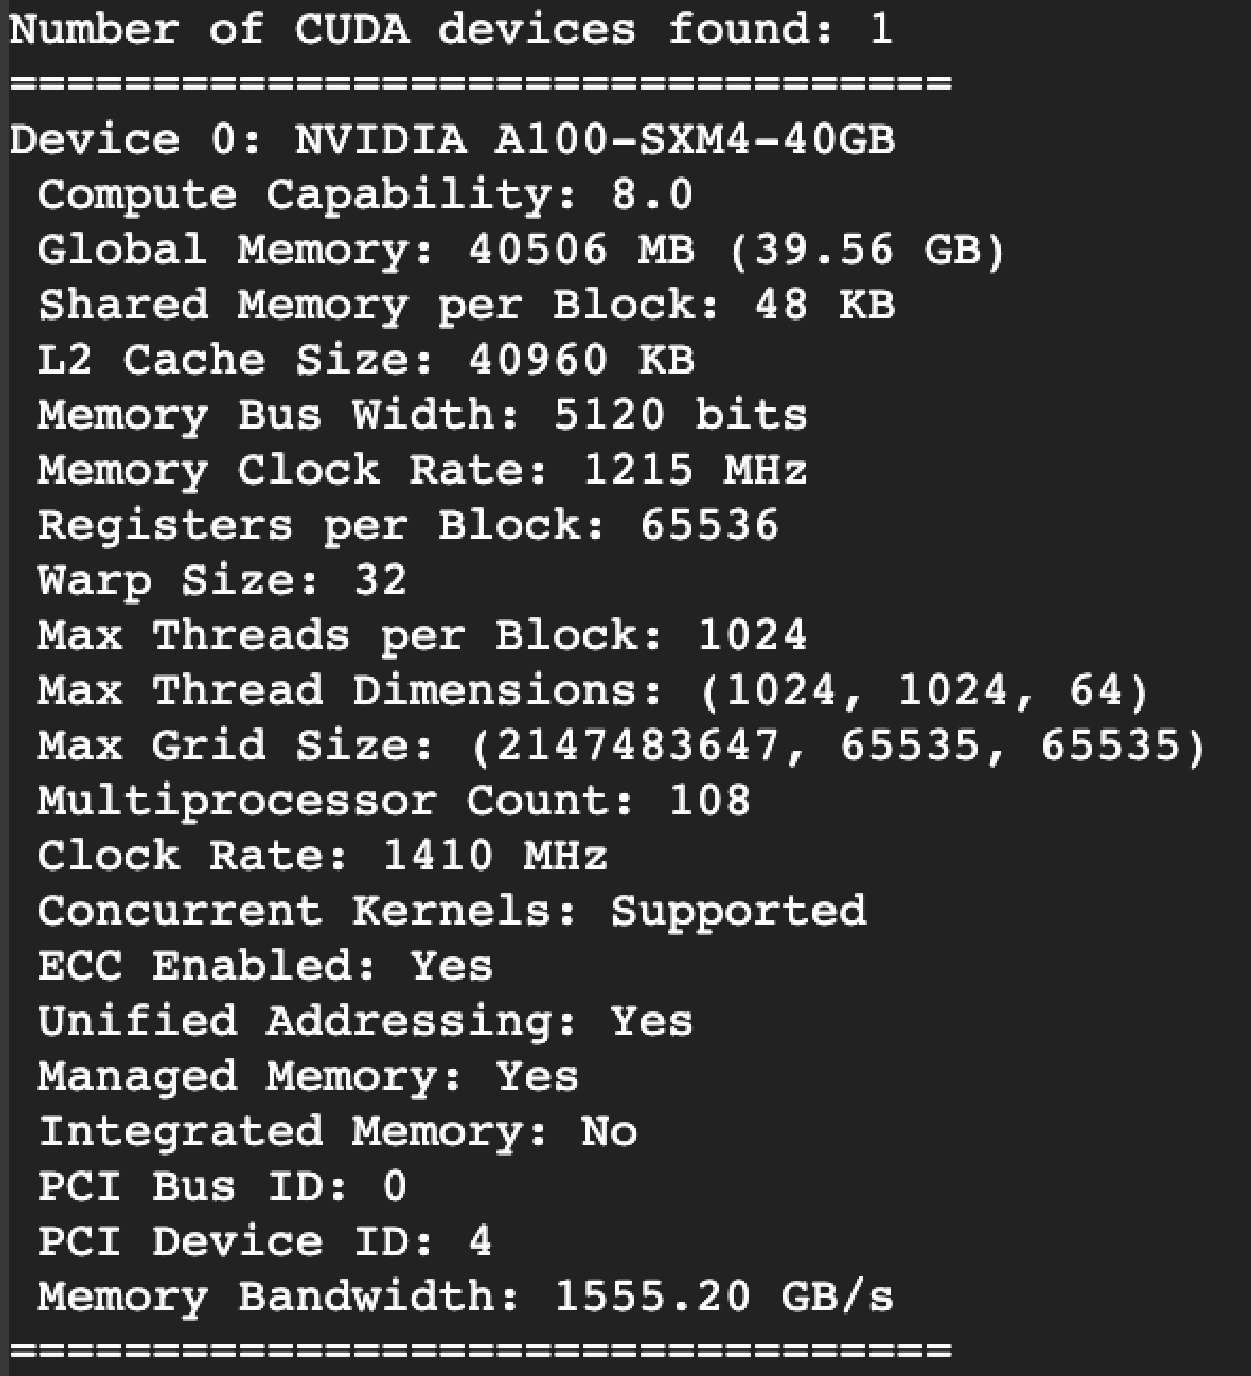 Number of CUDA devices found: 1
=================================
Device 0: NVIDIA A100-SXM4-40GB
Compute Capability: 8.0
Global Memory: 40506 MB (39.56 GB)
Shared Memory per Block: 48 KB
L2 Cache Size: 40960 KB
Memory Bus Width: 5120 bits
Memory Clock Rate: 1215 MHz
Registers per Block: 65536
Warp Size: 32
Max Threads per Block: 1024
Max Thread Dimensions: (1024, 1024, 64)
Max Grid Size: (2147483647, 65535, 65535)
Multiprocessor Count: 108
Clock Rate: 1410 MHz
Concurrent Kernels: Supported
ECC Enabled: Yes
Unified Addressing: Yes
Managed Memory: Yes
Integrated Memory: No
PCI Bus ID: 0
PCI Device ID: 4
Memory Bandwidth: 1555.20 GB/s
=================================